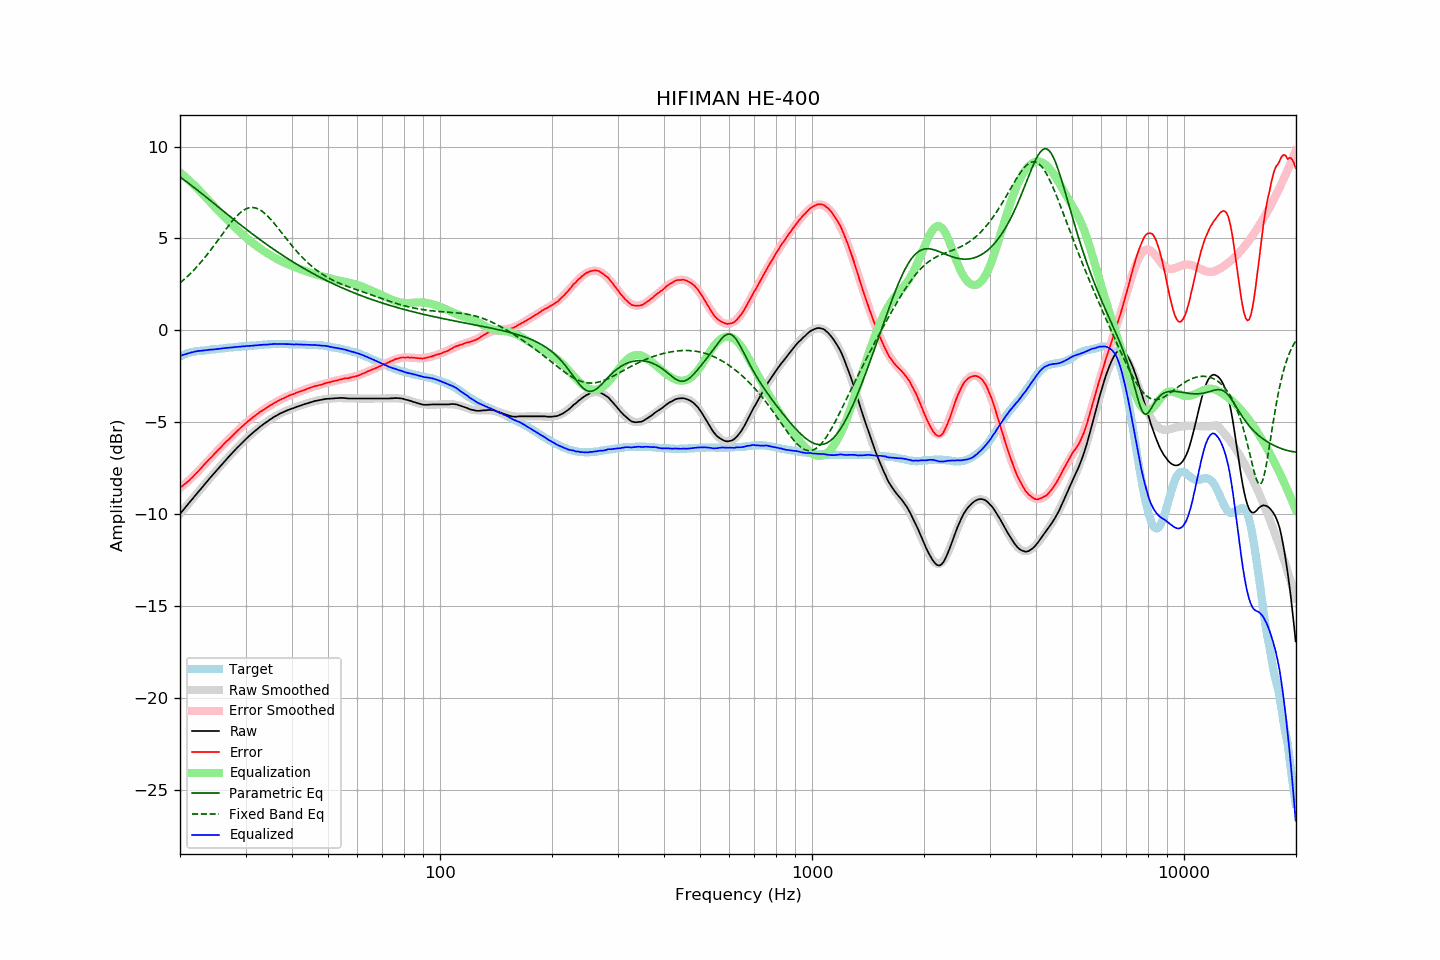 HIFIMAN HE-400
10
5
0
−5
−10
−15
−20
−25
Amplitude (dBr)
Target
Raw Smoothed
Error Smoothed
Raw
Error
Equalization
Parametric Eq
Fixed Band Eq
Equalized
100
1000
10000
Frequency (Hz)